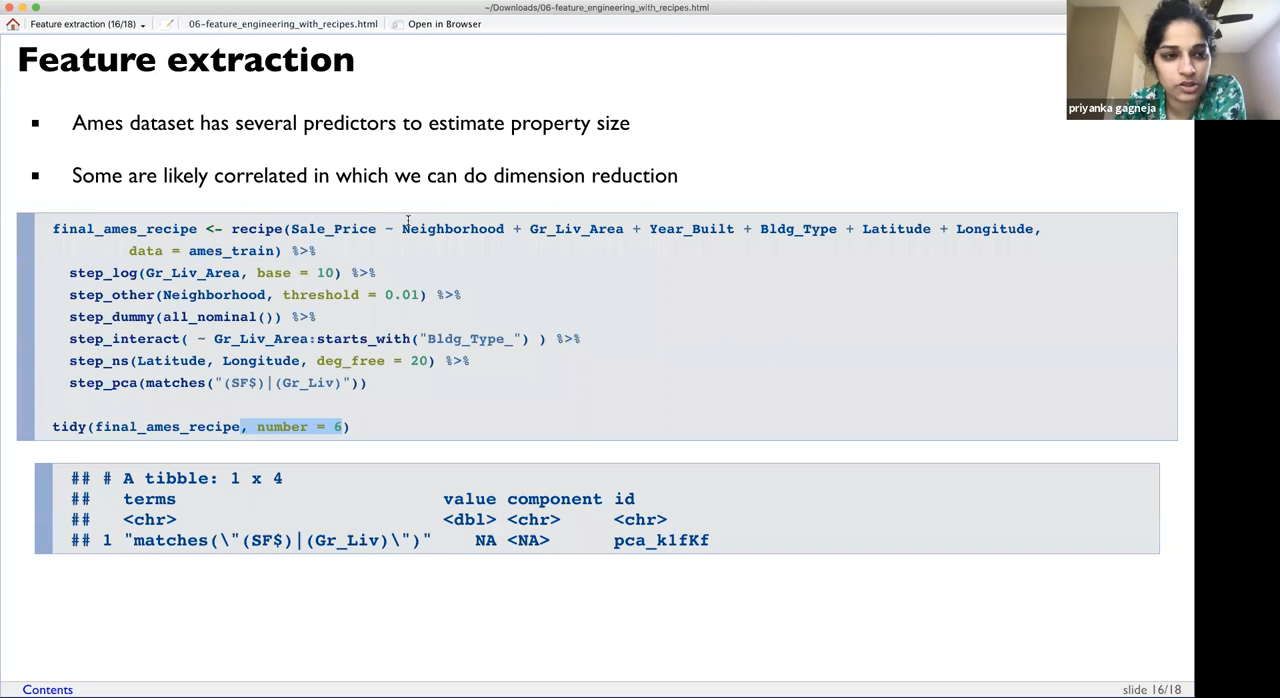 ~/Downloads/06-feature_engineering_with_recipes.html
Feature extraction (16/18)
06-feature_engineering_with_recipes.html
Open in Browser
Feature extraction
priyanka gagneja
Ames dataset has several predictors to estimate property size
Some are likely correlated in which we can do dimension reduction
final_ames_recipe <- recipe(Sale_Price ~ Neighborhood + Gr_Liv_Area + Year_Built + Bldg_Type + Latitude + Longitude,
data = ames_train) %>%
step_log(Gr_Liv_Area, base = 10) %>%
step_other(Neighborhood, threshold = 0.01) %>%
step_dummy(all_nominal()) %>%
step_interact( ~ Gr_Liv_Area:starts_with("Bldg_Type_") ) %>%
step_ns(Latitude, Longitude, deg_free = 20) %>%
step_pca(matches("(SF$)|(Gr_Liv)"))
tidy(final_ames_recipe, number = 6)
## # A tibble: 1 x 4
## terms value component id
## <chr> <dbl> <chr> <chr>
## 1 "matches(\"(SF$)|(Gr_Liv)\")" NA <NA> pca_k1fKf
Contents
slide 16/18